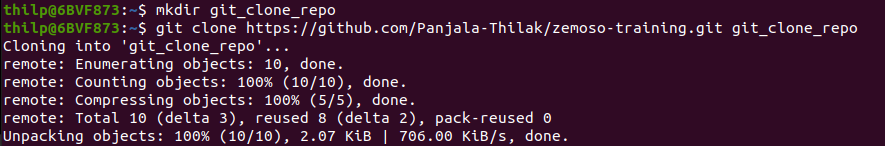 thilp@6BVF873:~$ mkdir git_clone_repo
thilp@6BVF873:~$ git clone https://github.com/Panjala-Thilak/zemoso-training.git git_clone_repo
Cloning into 'git_clone_repo'...
remote: Enumerating objects: 10, done.
remote: Counting objects: 100% (10/10), done.
remote: Compressing objects: 100% (5/5), done.
remote: Total 10 (delta 3), reused 8 (delta 2), pack-reused 0
Unpacking objects: 100% (10/10), 2.07 KiB | 706.00 KiB/s, done.